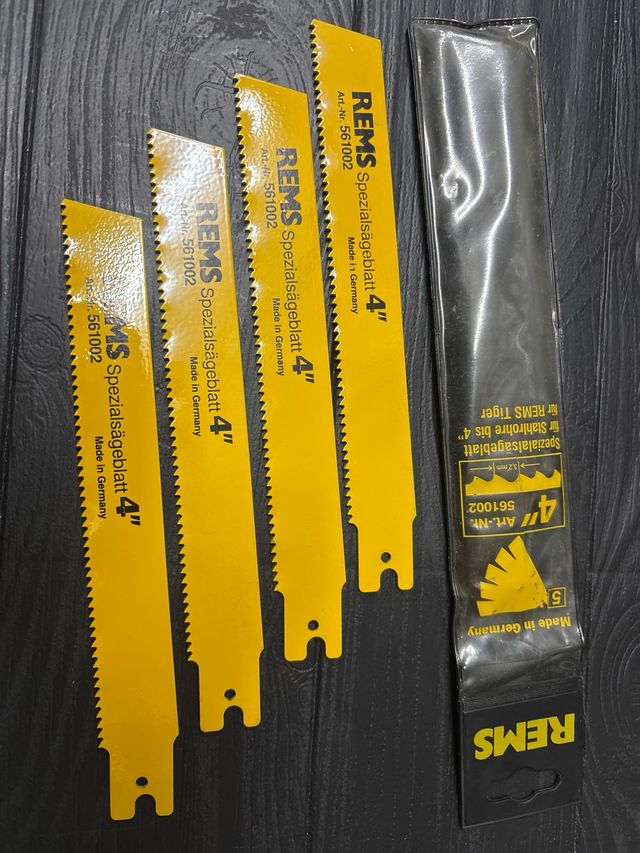 REMS Spezialsägeblatt 4"
Art.-Nr. 561002 Made in Germany
REMS Spezialsägeblatt 4"
Art.-Nr. 561002 Made in Germany
REMS Spezialsägeblatt 4"
Art.-Nr. 561002 Made in Germany
REMS Spezialsägeblatt 4"
Art.-Nr. 561002 Made in Germany
REMS
Made in Germany
5
4" Art.-Nr. 561002
3,2 mm
Spezialsägeblatt
für Stahlrohre bis 4"
für REMS Tiger